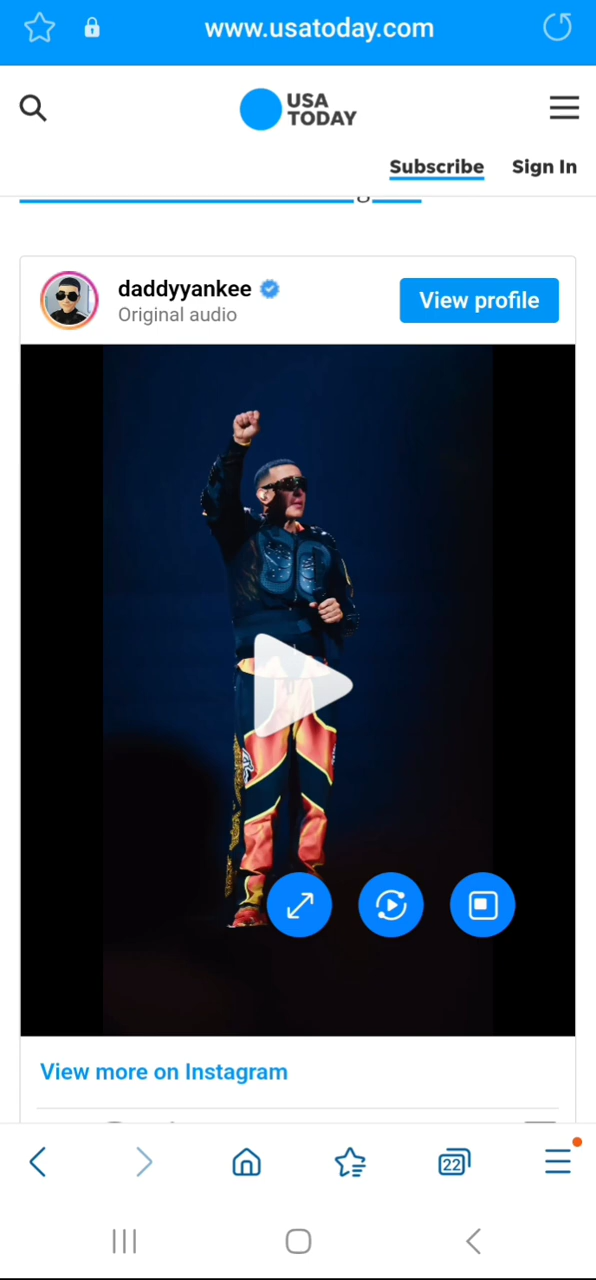 www.usatoday.com
USA
TODAY
Subscribe
Sign In
daddyyankee
Original audio
View profile
View more on Instagram
22